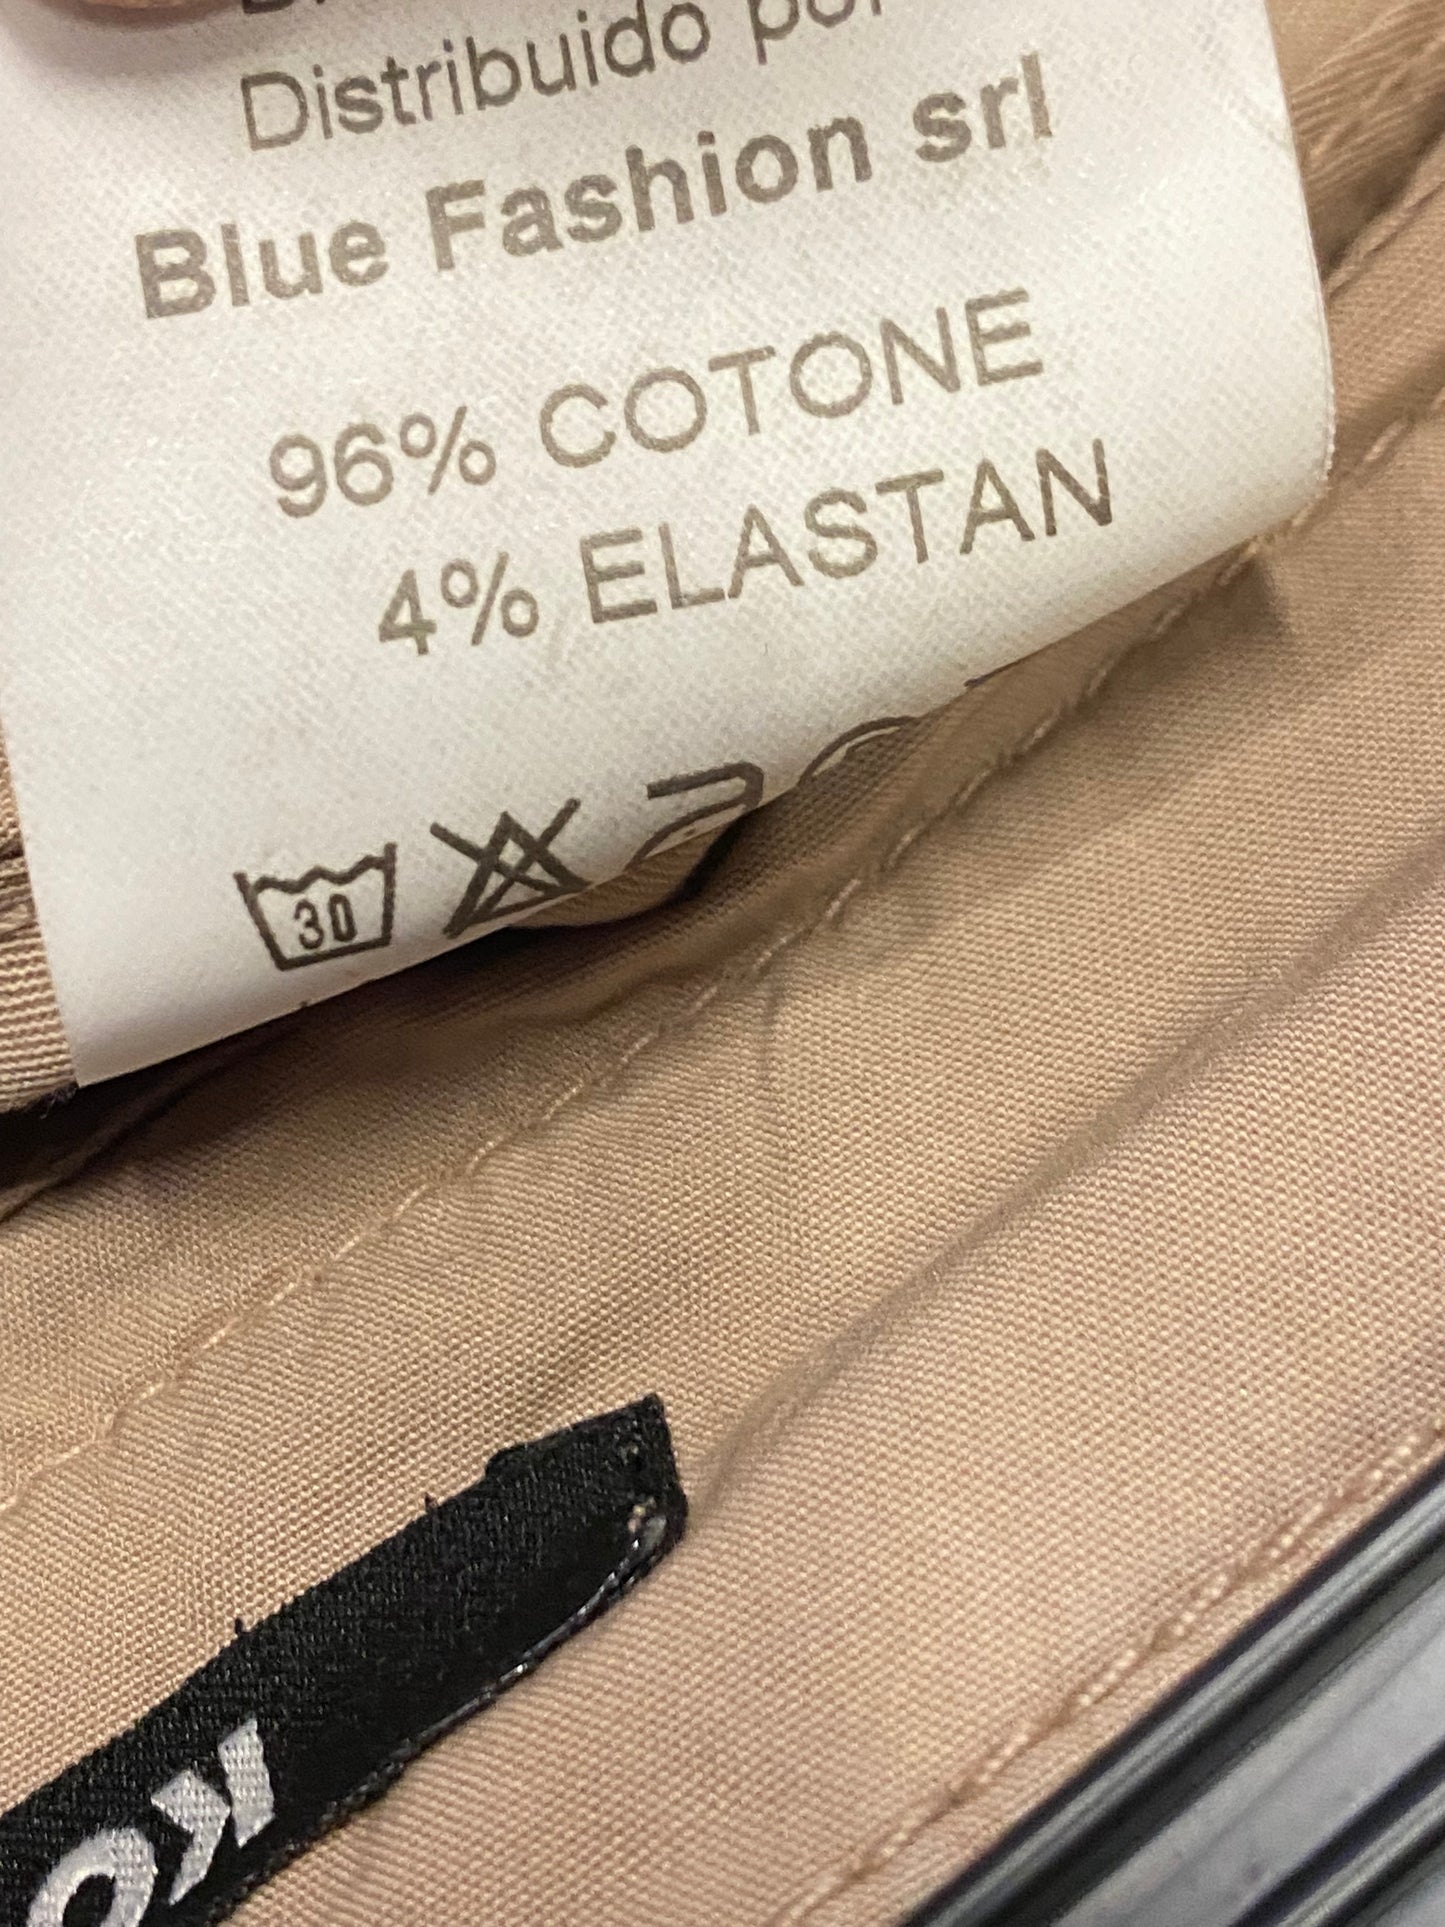 Distribuido por
Blue Fashion srl
96% COTONE
4% ELASTAN
30